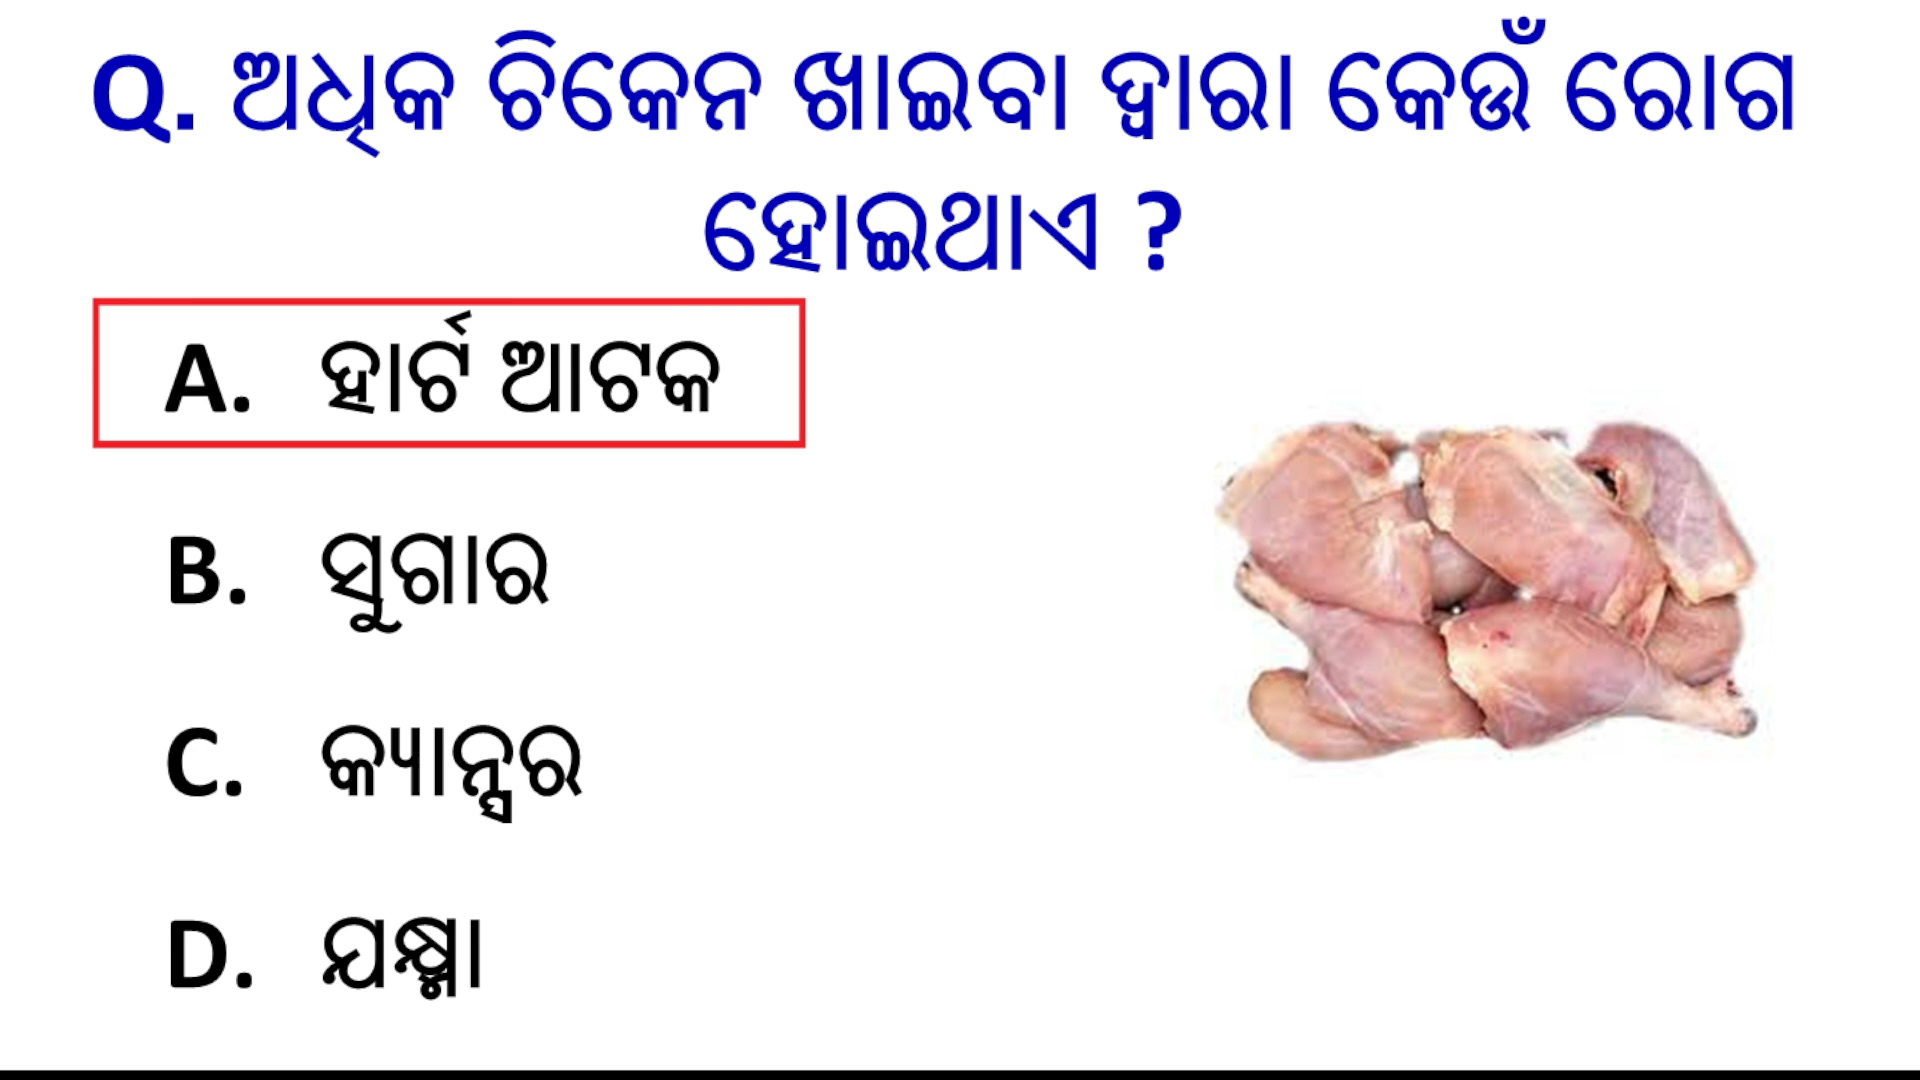 Q. ଅଧିକ ଚିକେନ ଖାଇବା ଦ୍ୱାରା କେଉଁ ରୋଗ
ହୋଇଥାଏ ?
A. ହାର୍ଟ ଆଟକ
B. ସୁଗାର
C. କ୍ୟାନ୍ସର
D. ଯକ୍ଷ୍ମା